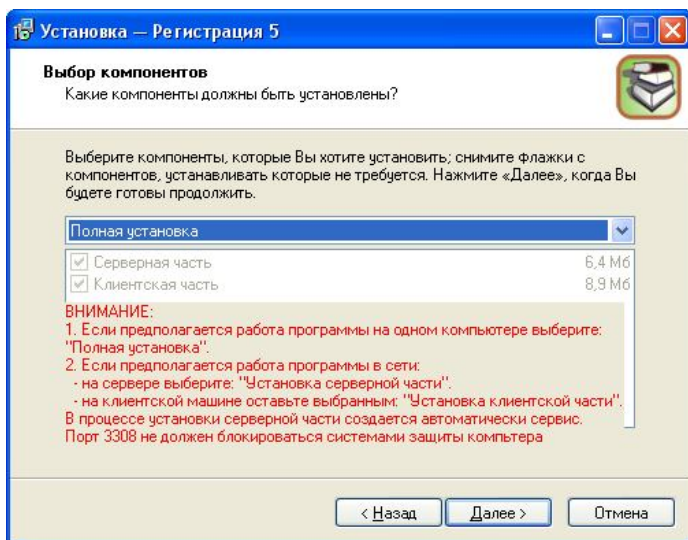 Установка — Регистрация 5
Выбор компонентов
Какие компоненты должны быть установлены?
Выберите компоненты, которые Вы хотите установить; снимите флажки с
компонентов, устанавливать которые не требуется. Нажмите «Далее», когда Вы
будете готовы продолжить.
Полная установка
Серверная часть 6,4 Мб
Клиентская часть 8,9 Мб
ВНИМАНИЕ:
1. Если предполагается работа программы на одном компьютере выберите:
"Полная установка".
2. Если предполагается работа программы в сети:
- на сервере выберите: "Установка серверной части".
- на клиентской машине оставьте выбранным: "Установка клиентской части".
В процессе установки серверной части создается автоматически сервис.
Порт 3308 не должен блокироваться системами защиты компьтера
< Назад Далее > Отмена